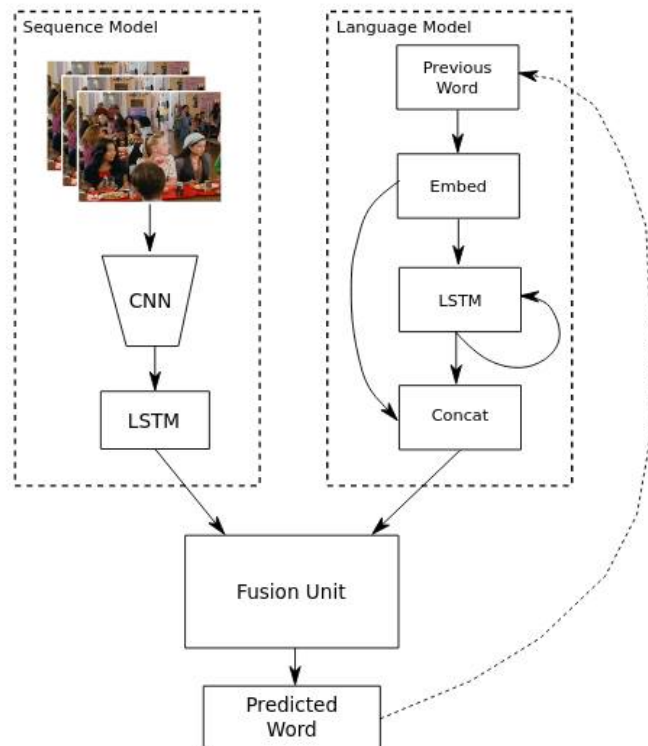 Sequence Model
CNN
LSTM
Language Model
Previous
Word
Embed
LSTM
Concat
Fusion Unit
Predicted
Word